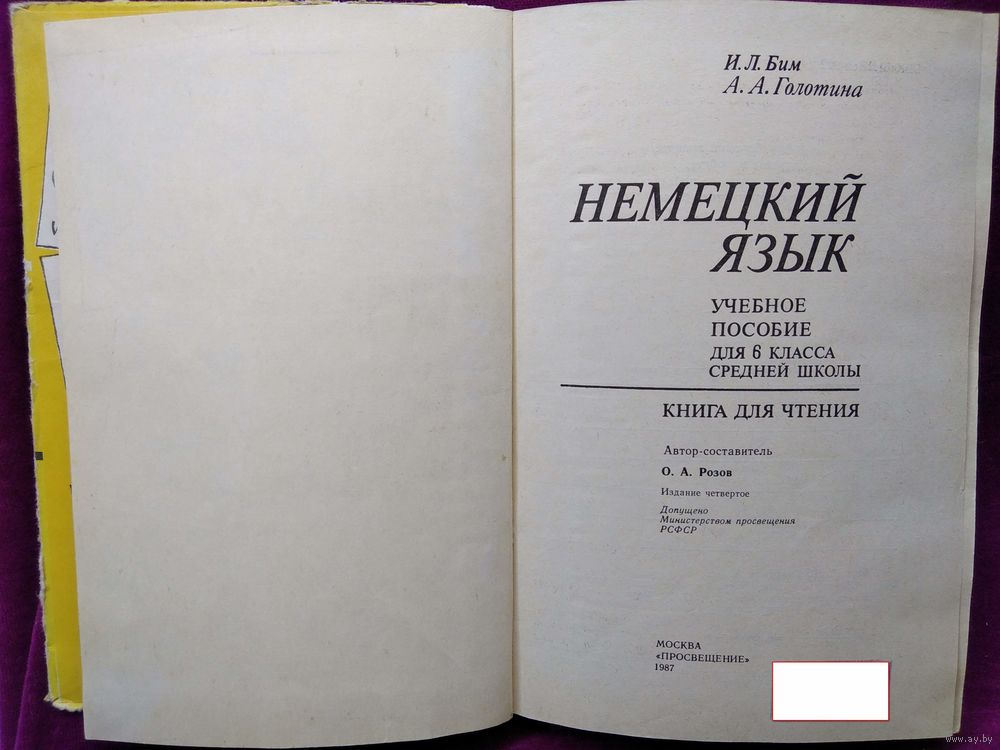 И. Л. Бим
А. А. Голотина
НЕМЕЦКИЙ
ЯЗЫК
УЧЕБНОЕ
ПОСОБИЕ
ДЛЯ 6 КЛАССА
СРЕДНЕЙ ШКОЛЫ
КНИГА ДЛЯ ЧТЕНИЯ
Автор-составитель
О. А. Розов
Издание четвертое
Допущено
Министерством просвещения
РСФСР
МОСКВА
«ПРОСВЕЩЕНИЕ»
1987
www.ay.by